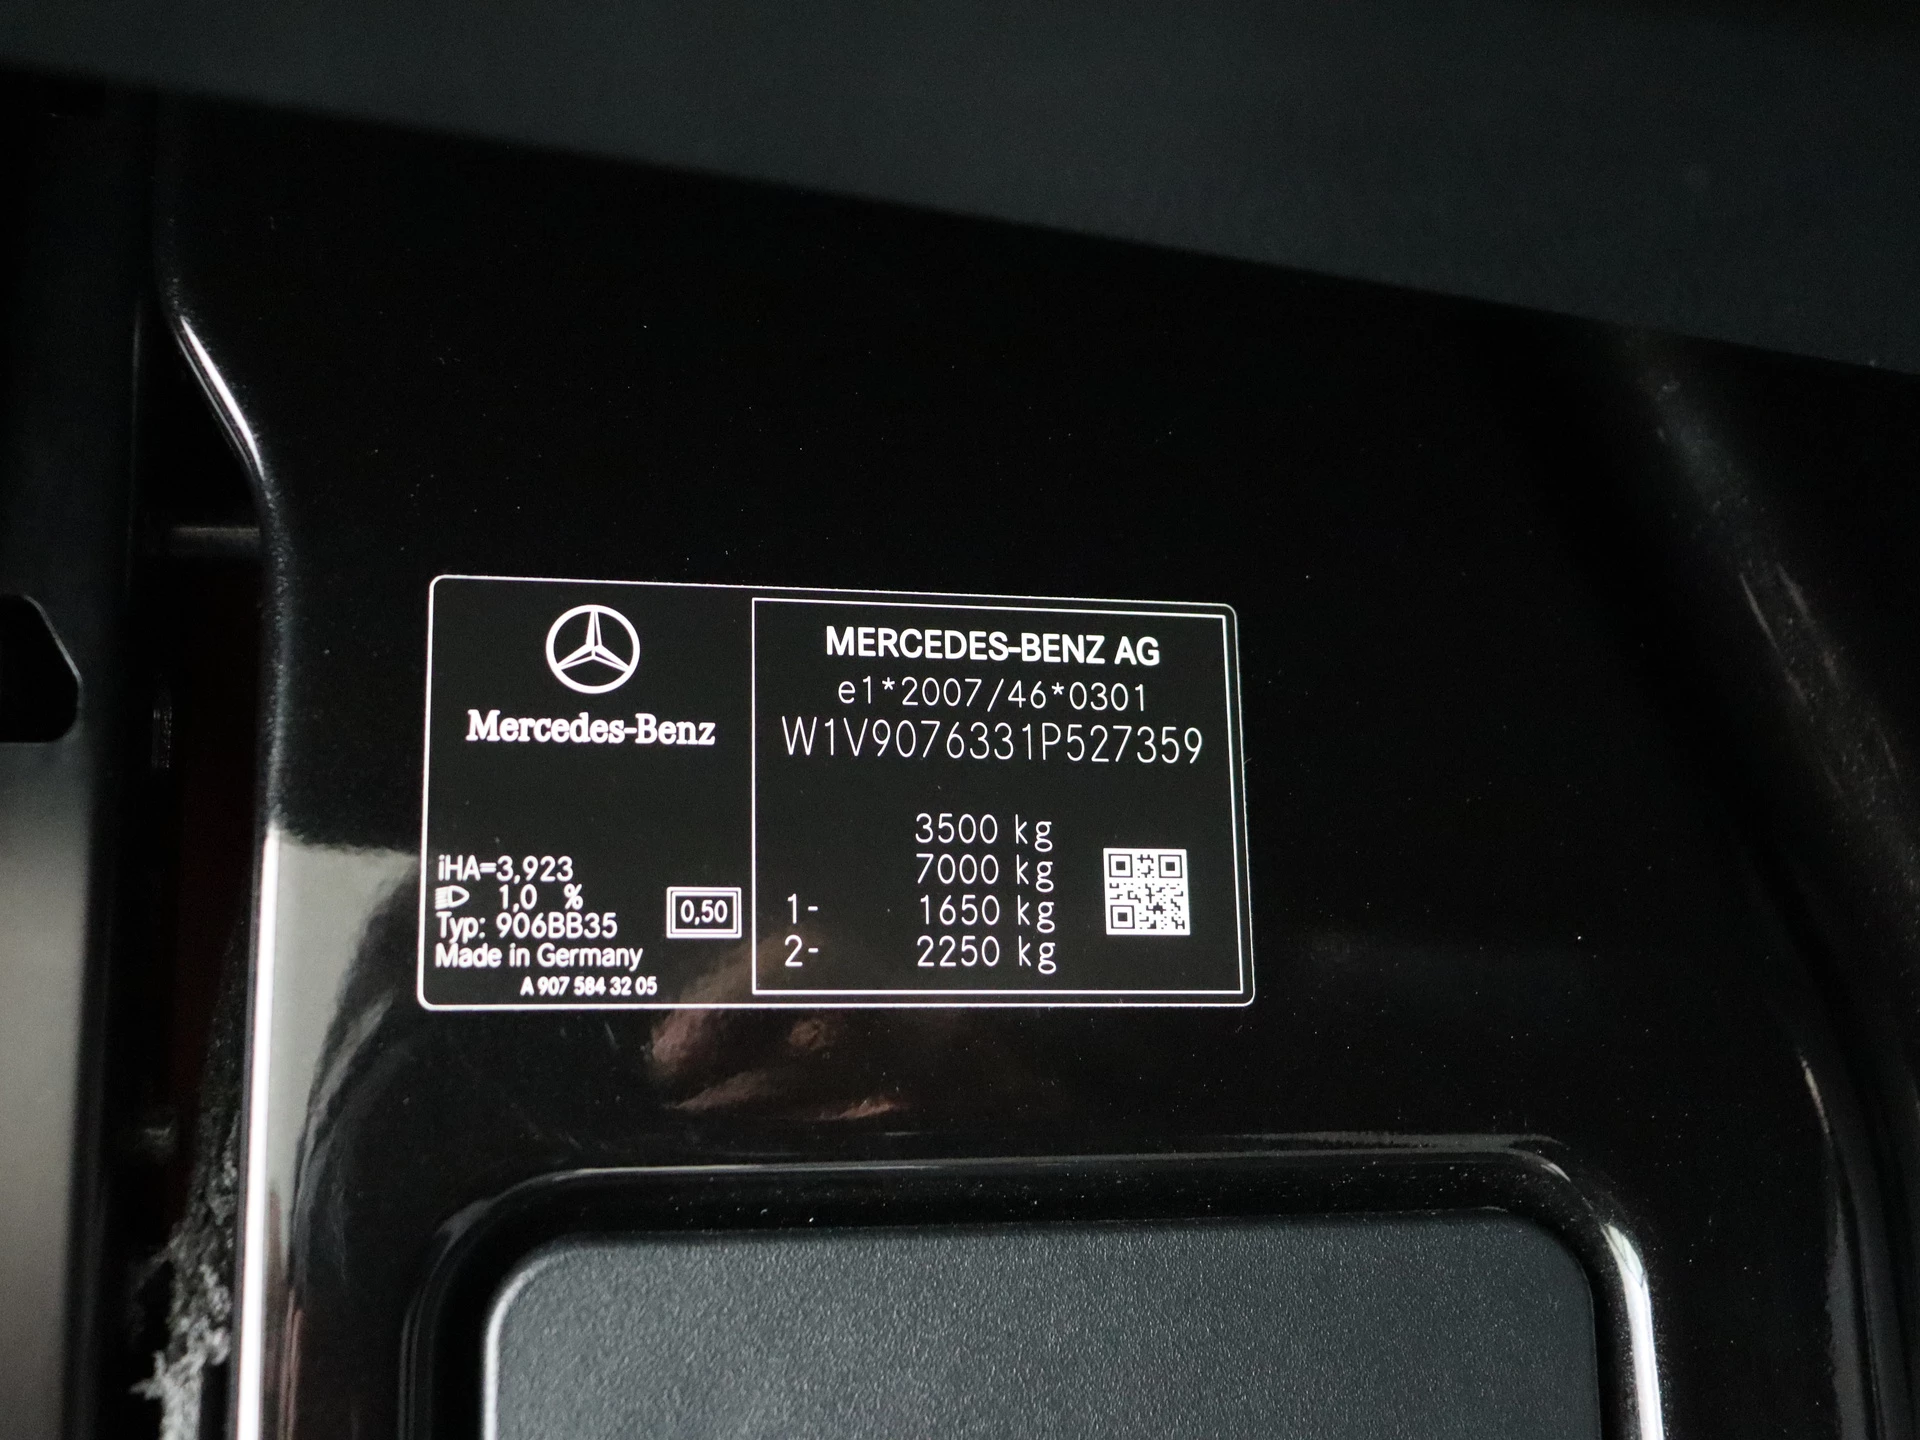 Mercedes-Benz
iHA=3,923
1,0 %
Typ: 906BB35
Made in Germany
A 907 584 32 05
0,50
MERCEDES-BENZ AG
e1*2007/46*0301
W1V9076331P527359
3500 kg
7000 kg
1- 1650 kg
2- 2250 kg